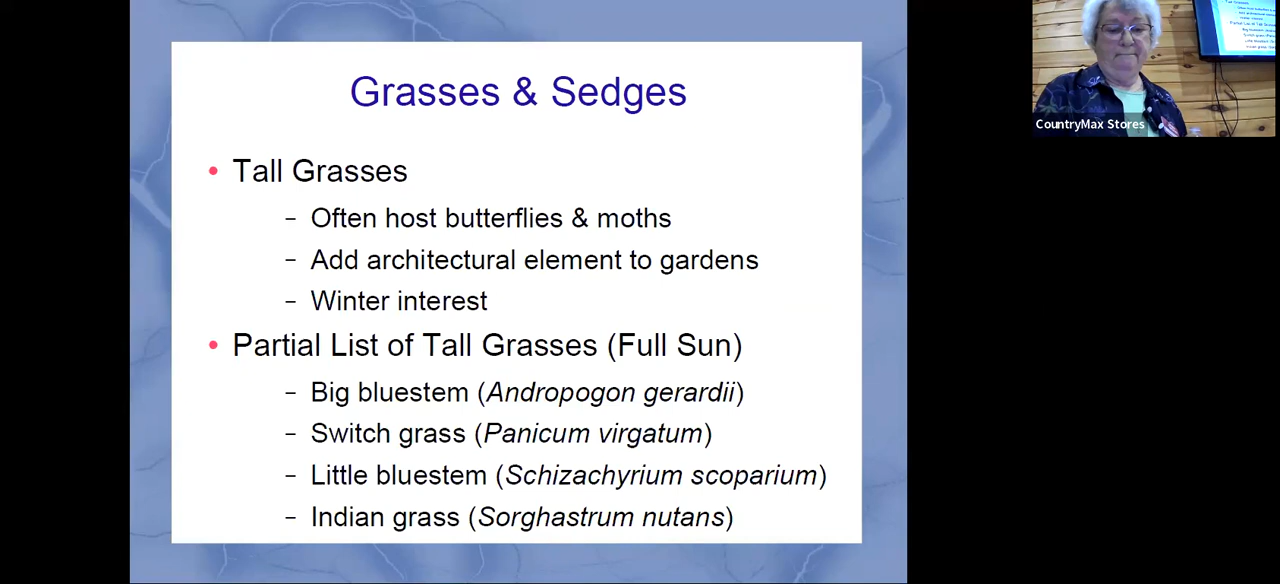 Grasses & Sedges
• Tall Grasses
– Often host butterflies & moths
– Add architectural element to gardens
– Winter interest
• Partial List of Tall Grasses (Full Sun)
– Big bluestem (Andropogon gerardii)
– Switch grass (Panicum virgatum)
– Little bluestem (Schizachyrium scoparium)
– Indian grass (Sorghastrum nutans)
CountryMax Stores